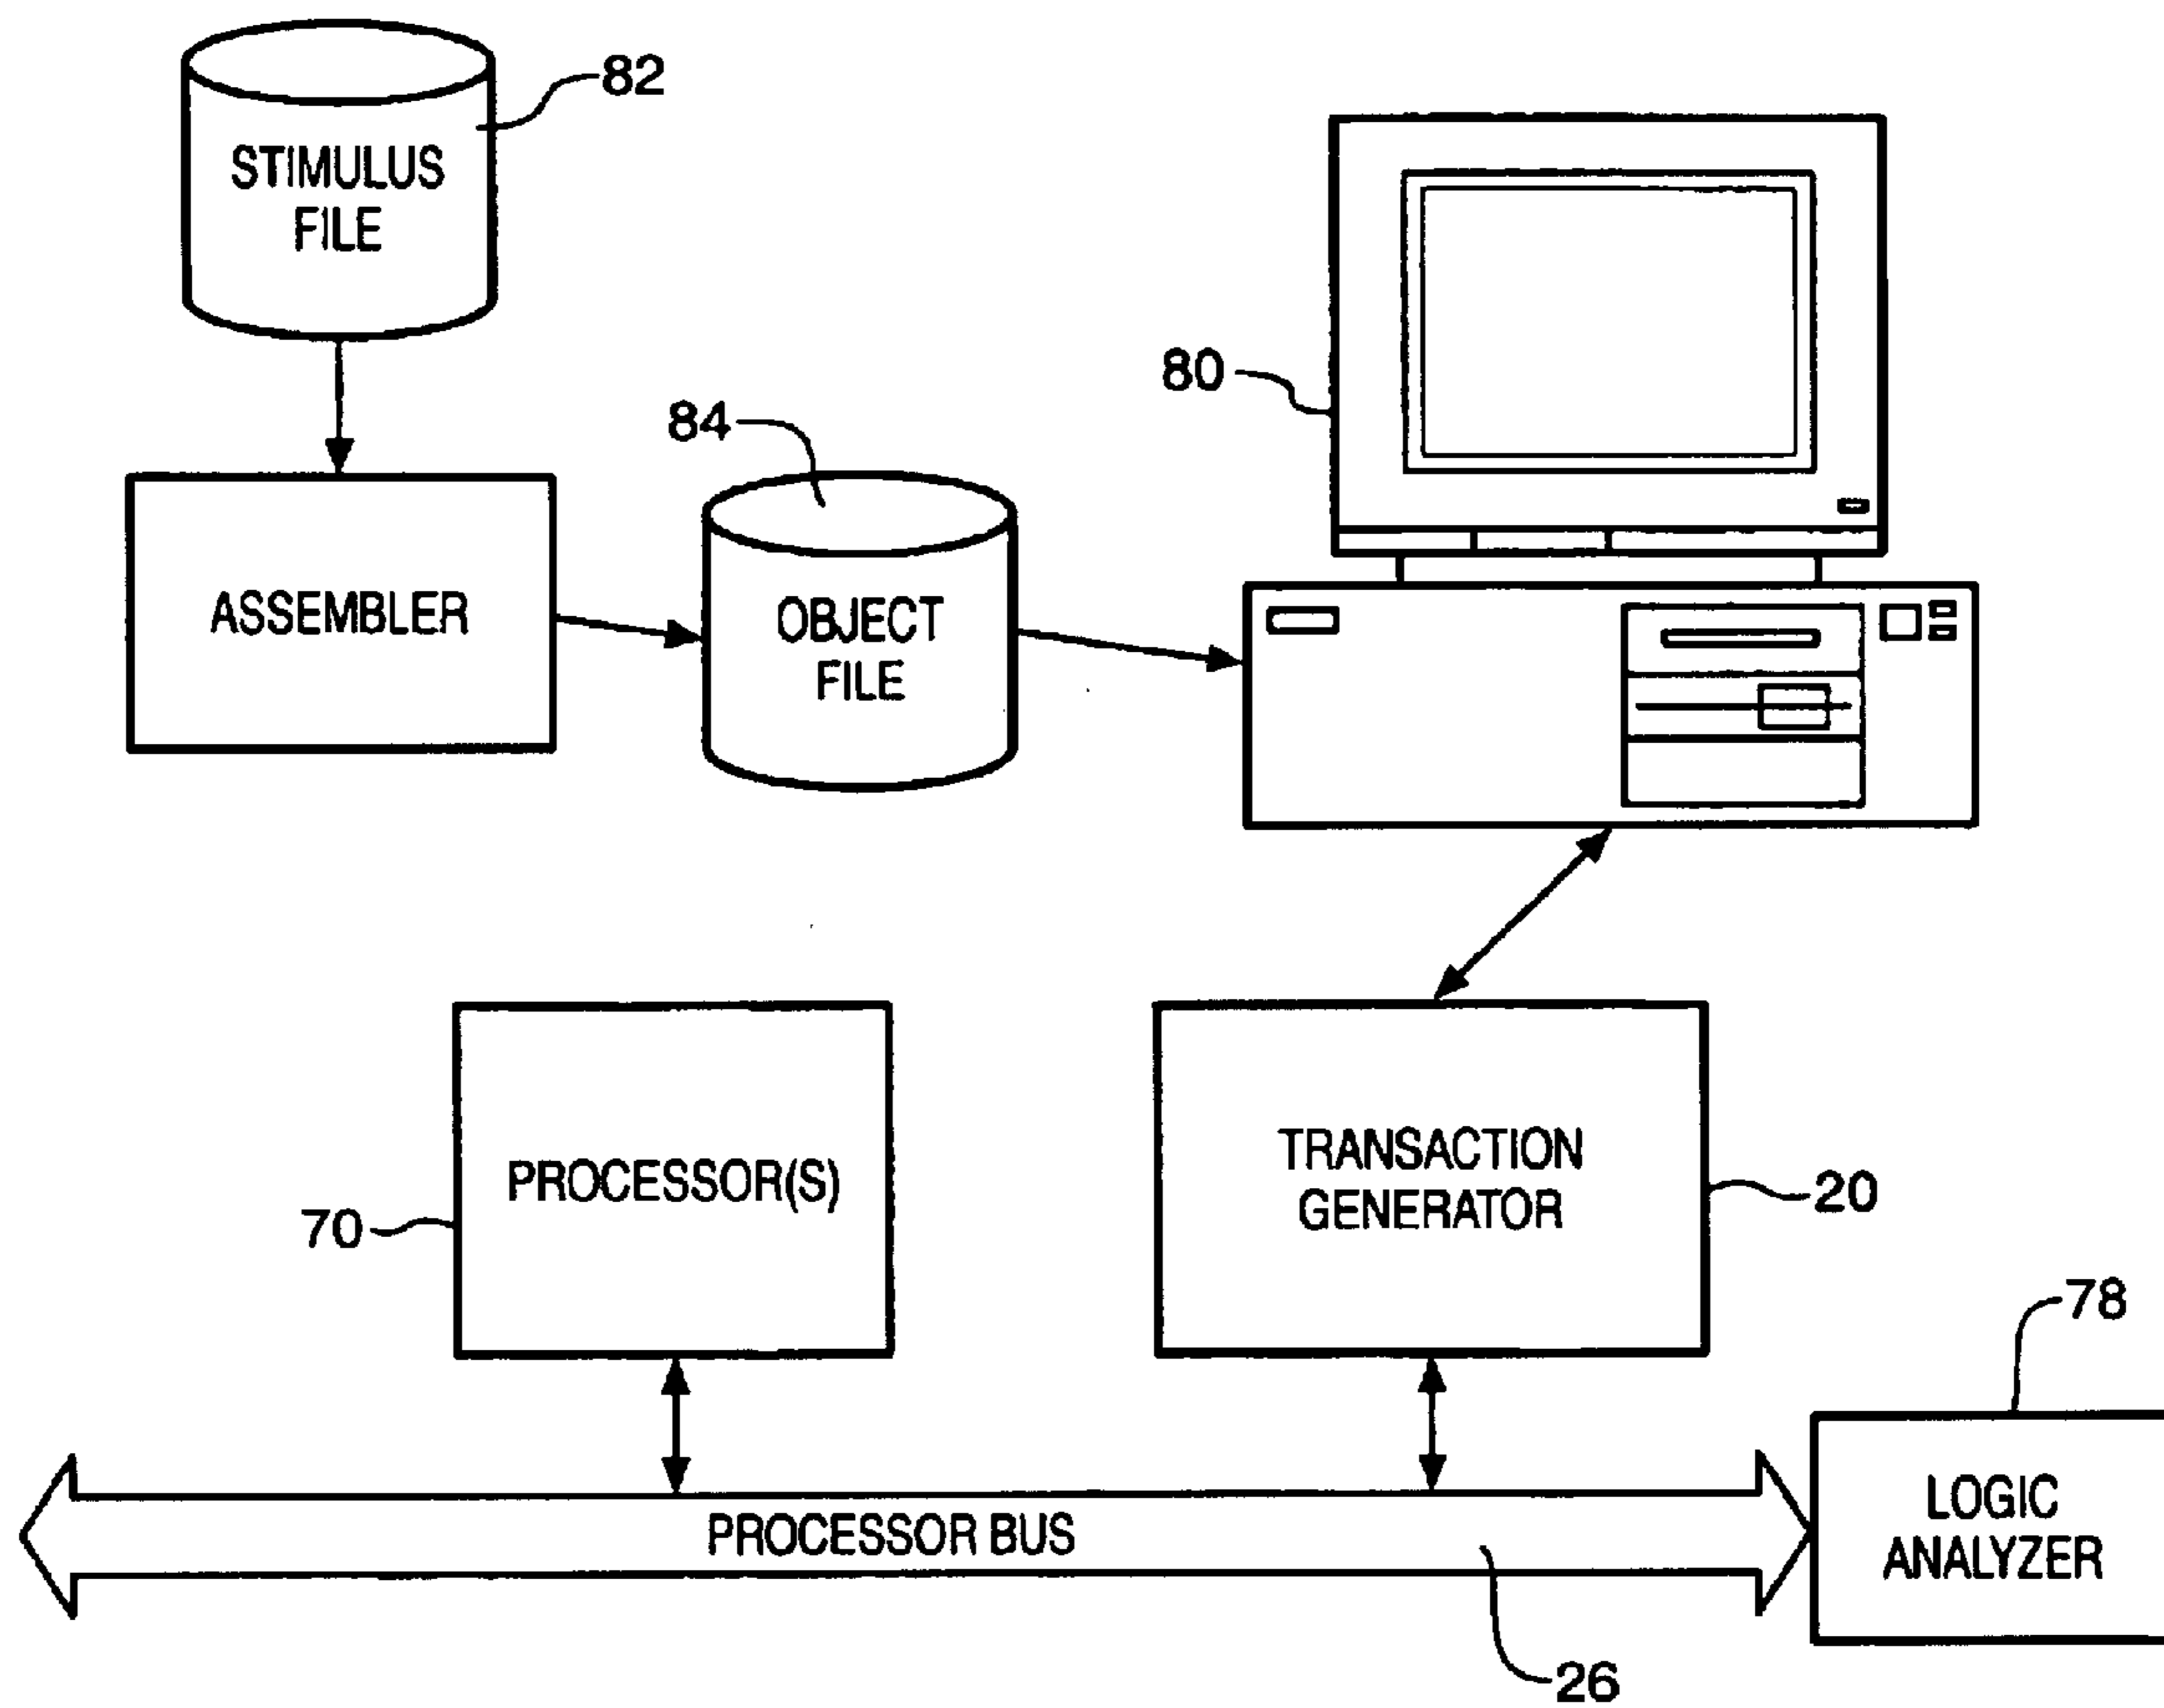 82
STIMULUS
FILE
80
84
ASSEMBLER
OBJECT
FILE
PROCESSOR(S)
70
TRANSACTION
GENERATOR
20
78
PROCESSOR BUS
LOGIC
ANALYZER
26